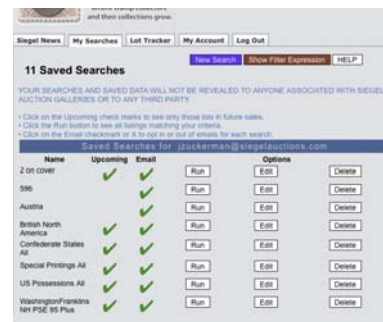 where stamp collectors
and their collections grow.
Siegel News My Searches Lot Tracker My Account Log Out
New Search Show Filter Expression HELP
11 Saved Searches
YOUR SEARCHES AND SAVED DATA WILL NOT BE REVEALED TO ANYONE ASSOCIATED WITH SIEGEL
AUCTION GALLERIES OR TO ANY THIRD PARTY
• Click on the Upcoming check marks to see only those lots in future sales.
• Click the Run button to see all listings matching your criteria.
• Click on the Email checkmark or X to opt in or out of emails for each search.
Saved Searches for jzuckerman@siegelauctions.com
Name Upcoming Email Options
2 on cover Run Edit Delete
596 Run Edit Delete
Austria Run Edit Delete
British North
America Run Edit Delete
Confederate States
All Run Edit Delete
Special Printings All Run Edit Delete
US Possessions All Run Edit Delete
WashingtonFranklins
NH PSE 95 Plus Run Edit Delete